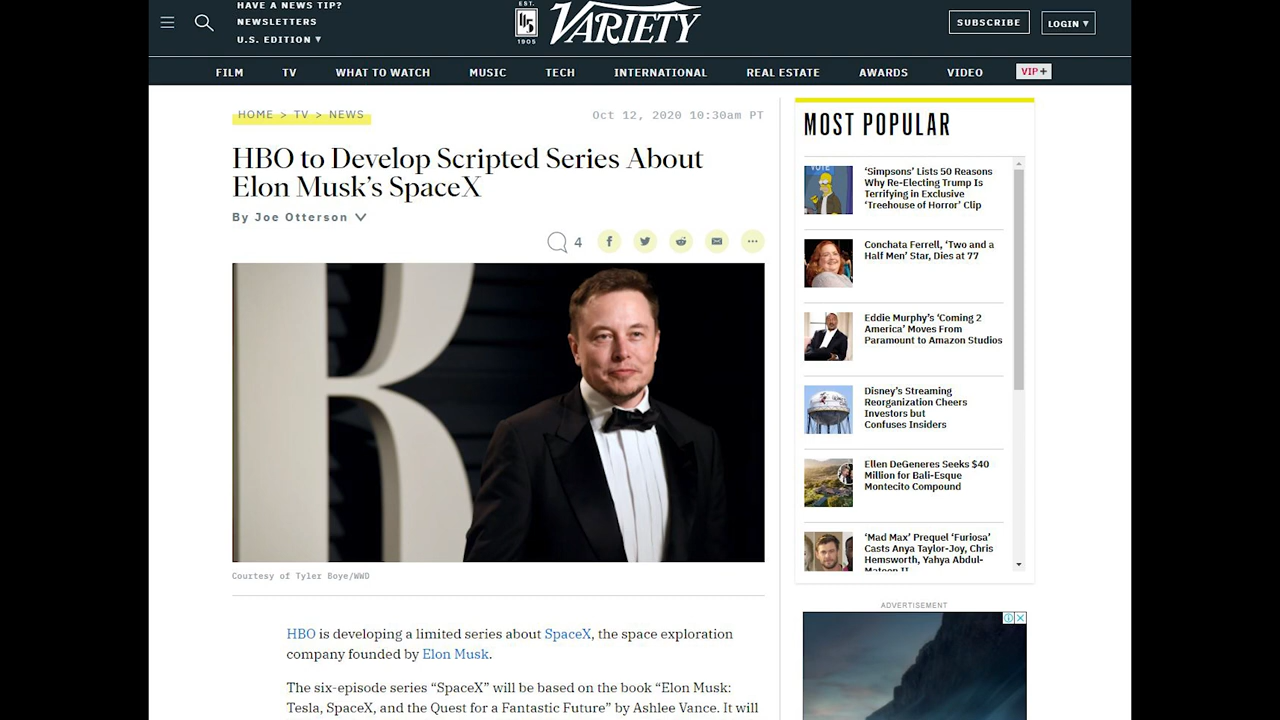 HAVE A NEWS TIP?
NEWSLETTERS
U.S. EDITION ▾
EST.
1905
VARIETY
SUBSCRIBE
LOGIN ▾
FILM
TV
WHAT TO WATCH
MUSIC
TECH
INTERNATIONAL
REAL ESTATE
AWARDS
VIDEO
VIP+
HOME > TV > NEWS
Oct 12, 2020 10:30am PT
HBO to Develop Scripted Series About
Elon Musk's SpaceX
By Joe Otterson
4
Courtesy of Tyler Boye/WWD
HBO is developing a limited series about SpaceX, the space exploration
company founded by Elon Musk.
The six-episode series “SpaceX” will be based on the book “Elon Musk:
Tesla, SpaceX, and the Quest for a Fantastic Future” by Ashlee Vance. It will
MOST POPULAR
VOTE
‘Simpsons’ Lists 50 Reasons
Why Re-Electing Trump Is
Terrifying in Exclusive
‘Treehouse of Horror’ Clip
Conchata Ferrell, ‘Two and a
Half Men’ Star, Dies at 77
Eddie Murphy’s ‘Coming 2
America’ Moves From
Paramount to Amazon Studios
Disney’s Streaming
Reorganization Cheers
Investors but
Confuses Insiders
Ellen DeGeneres Seeks $40
Million for Bali-Esque
Montecito Compound
‘Mad Max’ Prequel ‘Furiosa’
Casts Anya Taylor-Joy, Chris
Hemsworth, Yahya Abdul-
Mateen II
ADVERTISEMENT